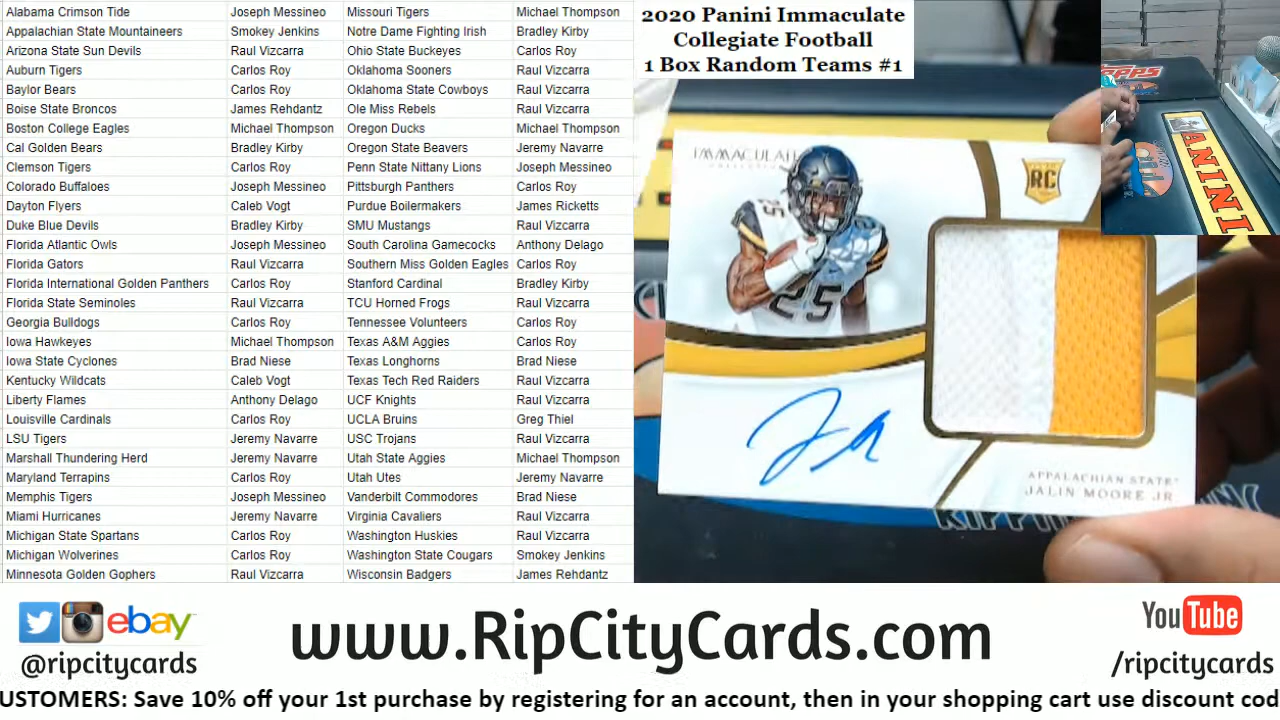 Alabama Crimson Tide Joseph Messineo Missouri Tigers Michael Thompson
Appalachian State Mountaineers Smokey Jenkins Notre Dame Fighting Irish Bradley Kirby
Arizona State Sun Devils Raul Vizcarra Ohio State Buckeyes Carlos Roy
Auburn Tigers Carlos Roy Oklahoma Sooners Raul Vizcarra
Baylor Bears Carlos Roy Oklahoma State Cowboys Raul Vizcarra
Boise State Broncos James Rehdantz Ole Miss Rebels Raul Vizcarra
Boston College Eagles Michael Thompson Oregon Ducks Michael Thompson
Cal Golden Bears Bradley Kirby Oregon State Beavers Jeremy Navarre
Clemson Tigers Carlos Roy Penn State Nittany Lions Joseph Messineo
Colorado Buffaloes Joseph Messineo Pittsburgh Panthers Carlos Roy
Dayton Flyers Caleb Vogt Purdue Boilermakers James Ricketts
Duke Blue Devils Bradley Kirby SMU Mustangs Raul Vizcarra
Florida Atlantic Owls Joseph Messineo South Carolina Gamecocks Anthony Delago
Florida Gators Raul Vizcarra Southern Miss Golden Eagles Carlos Roy
Florida International Golden Panthers Carlos Roy Stanford Cardinal Bradley Kirby
Florida State Seminoles Raul Vizcarra TCU Horned Frogs Raul Vizcarra
Georgia Bulldogs Carlos Roy Tennessee Volunteers Carlos Roy
Iowa Hawkeyes Michael Thompson Texas A&M Aggies Carlos Roy
Iowa State Cyclones Brad Niese Texas Longhorns Brad Niese
Kentucky Wildcats Caleb Vogt Texas Tech Red Raiders Raul Vizcarra
Liberty Flames Anthony Delago UCF Knights Raul Vizcarra
Louisville Cardinals Carlos Roy UCLA Bruins Greg Thiel
LSU Tigers Jeremy Navarre USC Trojans Raul Vizcarra
Marshall Thundering Herd Jeremy Navarre Utah State Aggies Michael Thompson
Maryland Terrapins Carlos Roy Utah Utes Jeremy Navarre
Memphis Tigers Joseph Messineo Vanderbilt Commodores Brad Niese
Miami Hurricanes Jeremy Navarre Virginia Cavaliers Raul Vizcarra
Michigan State Spartans Carlos Roy Washington Huskies Raul Vizcarra
Michigan Wolverines Carlos Roy Washington State Cougars Smokey Jenkins
Minnesota Golden Gophers Raul Vizcarra Wisconsin Badgers James Rehdantz
2020 Panini Immaculate
Collegiate Football
1 Box Random Teams #1
IMMACULATE
RC
25
25
APPALACHIAN STATE
JALIN MOORE JR
TOPPS
PANINI
ebay
@ripcitycards
www.RipCityCards.com
YouTube
/ripcitycards
USTOMERS: Save 10% off your 1st purchase by registering for an account, then in your shopping cart use discount cod